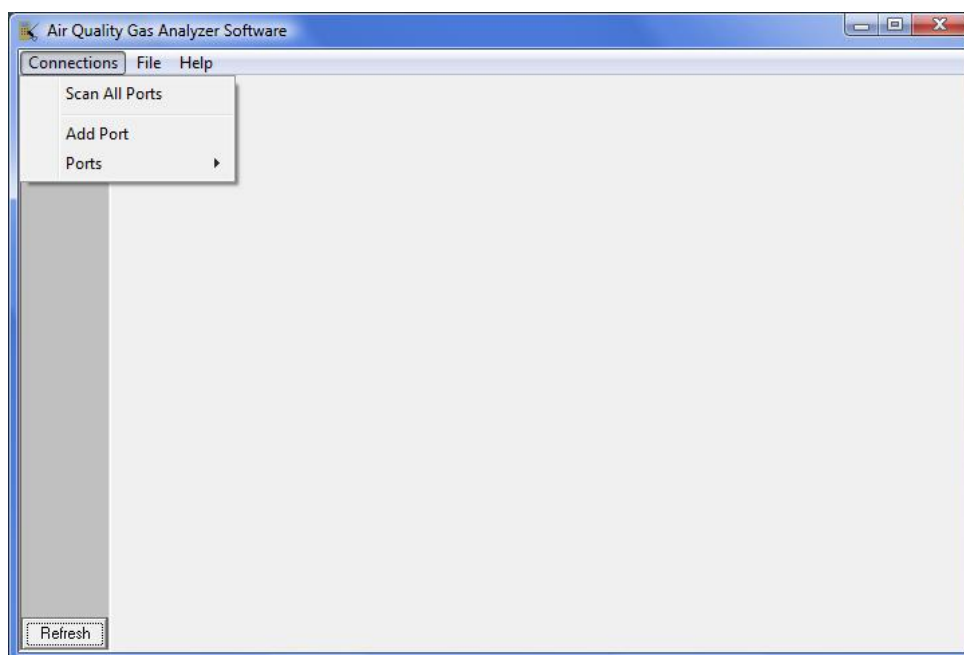 Air Quality Gas Analyzer Software
Connections File Help
Scan All Ports
Add Port
Ports
Refresh